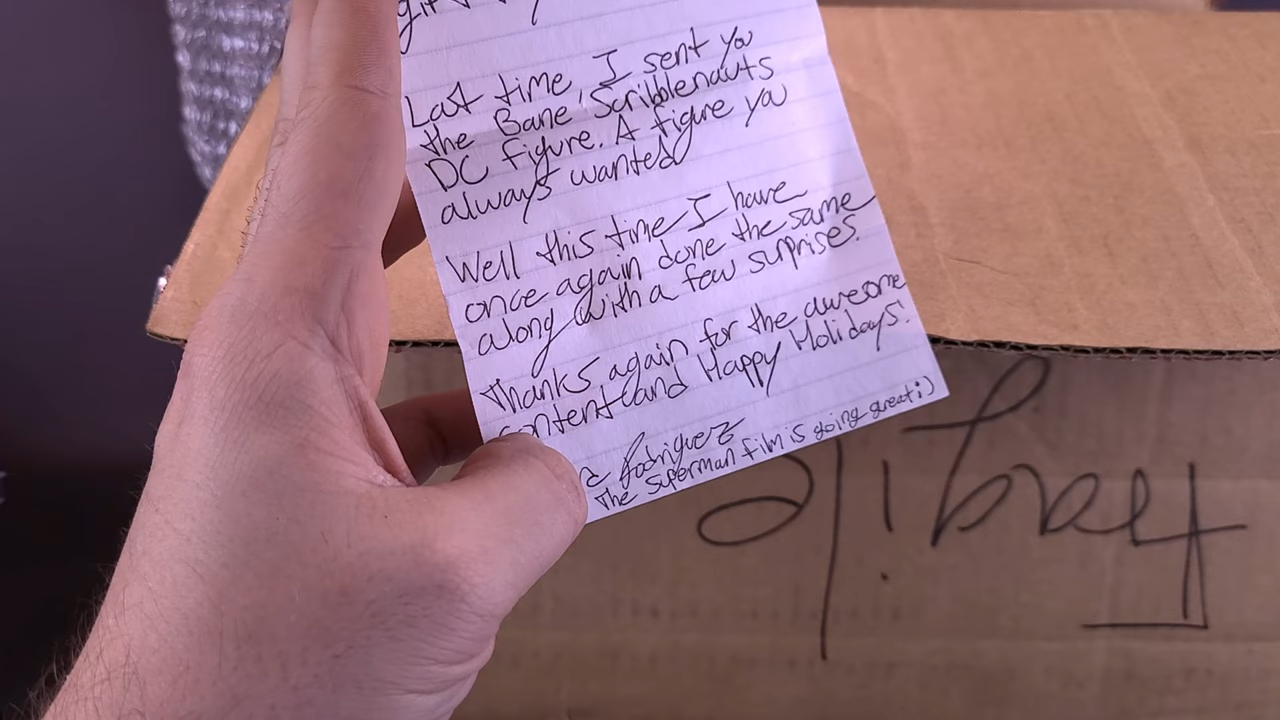 Last time, I sent you
the Bane, Scribblenauts
DC figure. A figure you
always wanted
Well this time I have
once again done the same
along with a few surprises.
Thanks again for the awesome
content and Happy Holidays!
Rodriguez
The Superman film is going great ;)
Fragile